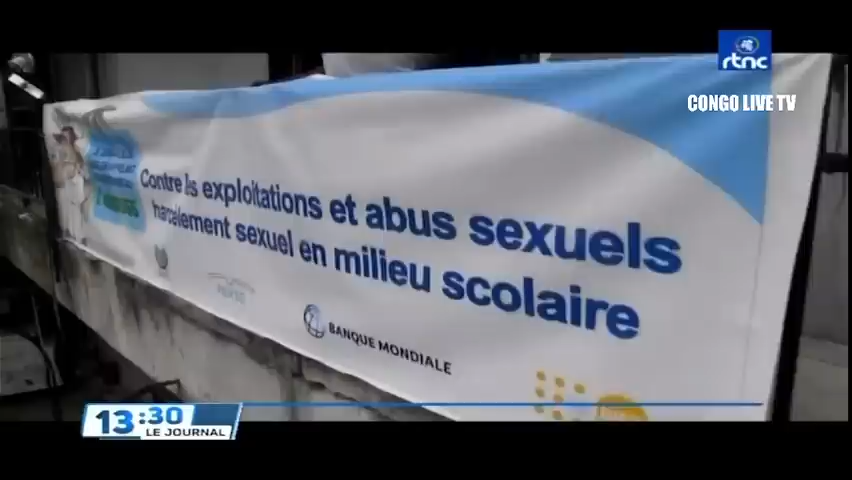 rtnc
CONGO LIVE TV
Contre les exploitations et abus sexuels
harcelement sexuel en milieu scolaire
BANQUE MONDIALE
13:30
LE JOURNAL